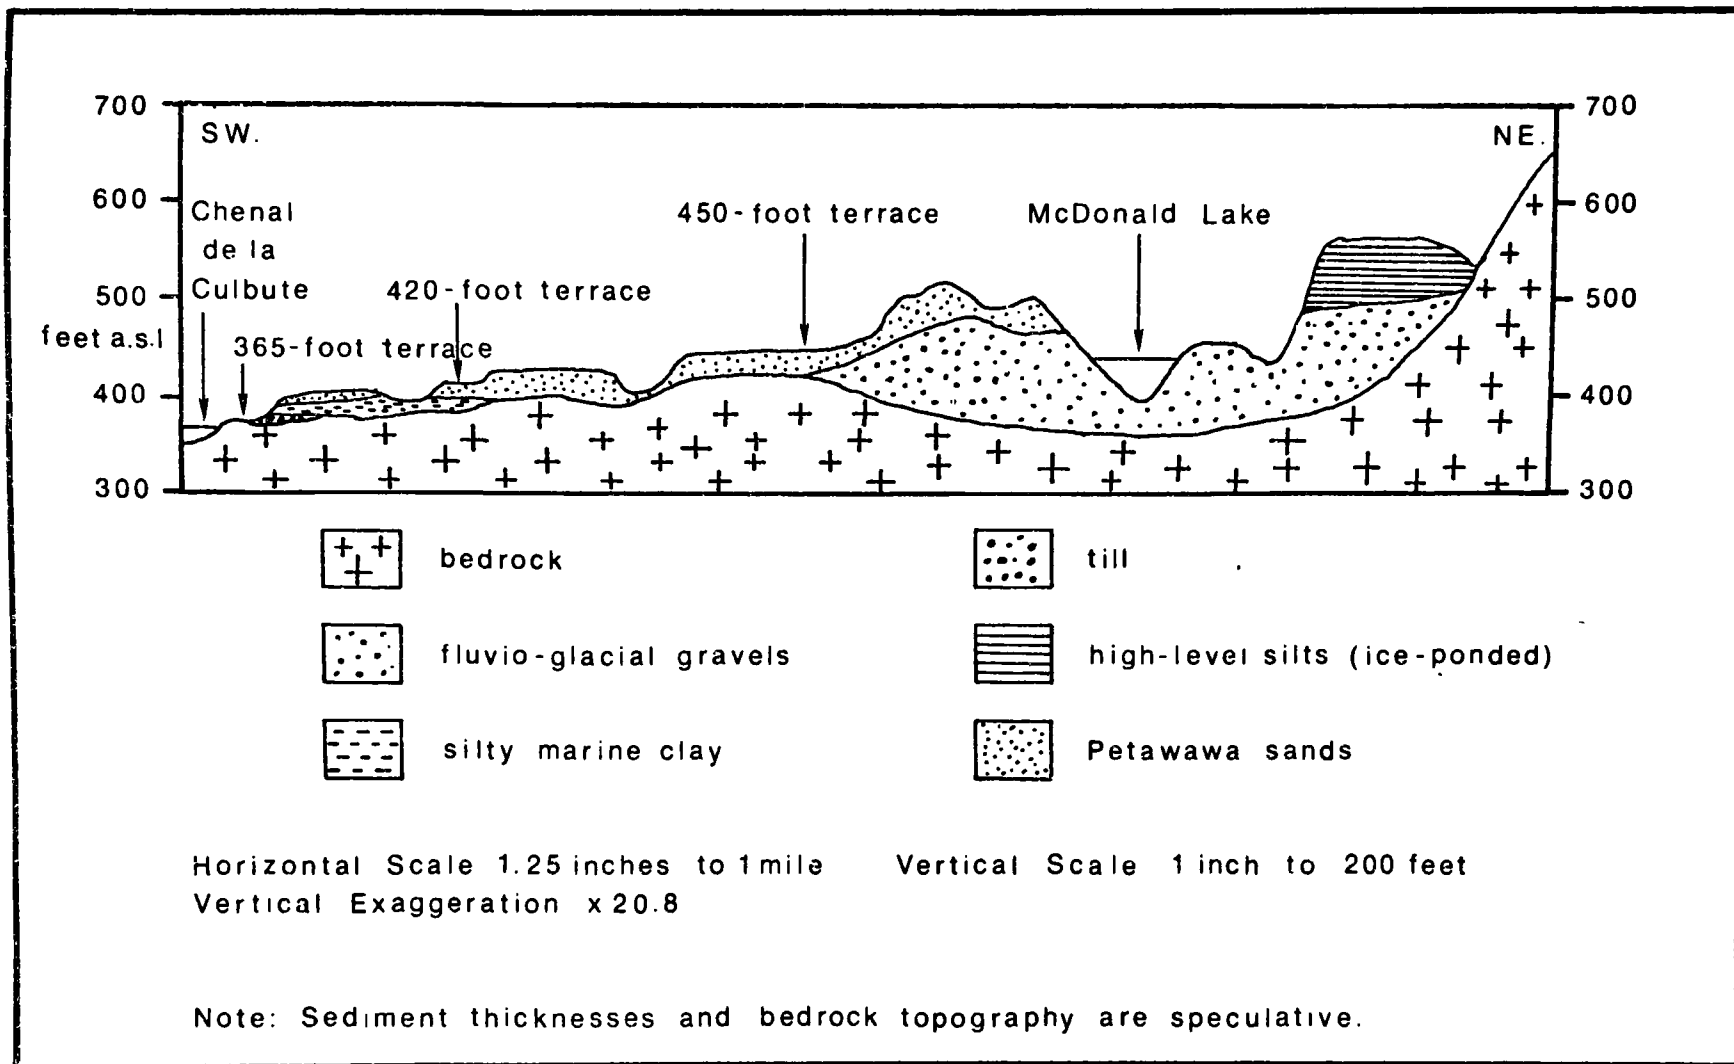 700
700
SW.
NE.
600
600
Chenal
de la
Culbute
450-foot terrace
McDonald Lake
420-foot terrace
500
500
feet a.s.l
365-foot terrace
400
400
300
300
bedrock
till
fluvio-glacial gravels
high-level silts (ice-ponded)
silty marine clay
Petawawa sands
Horizontal Scale 1.25 inches to 1 mile
Vertical Scale 1 inch to 200 feet
Vertical Exaggeration x 20.8
Note: Sediment thicknesses and bedrock topography are speculative.